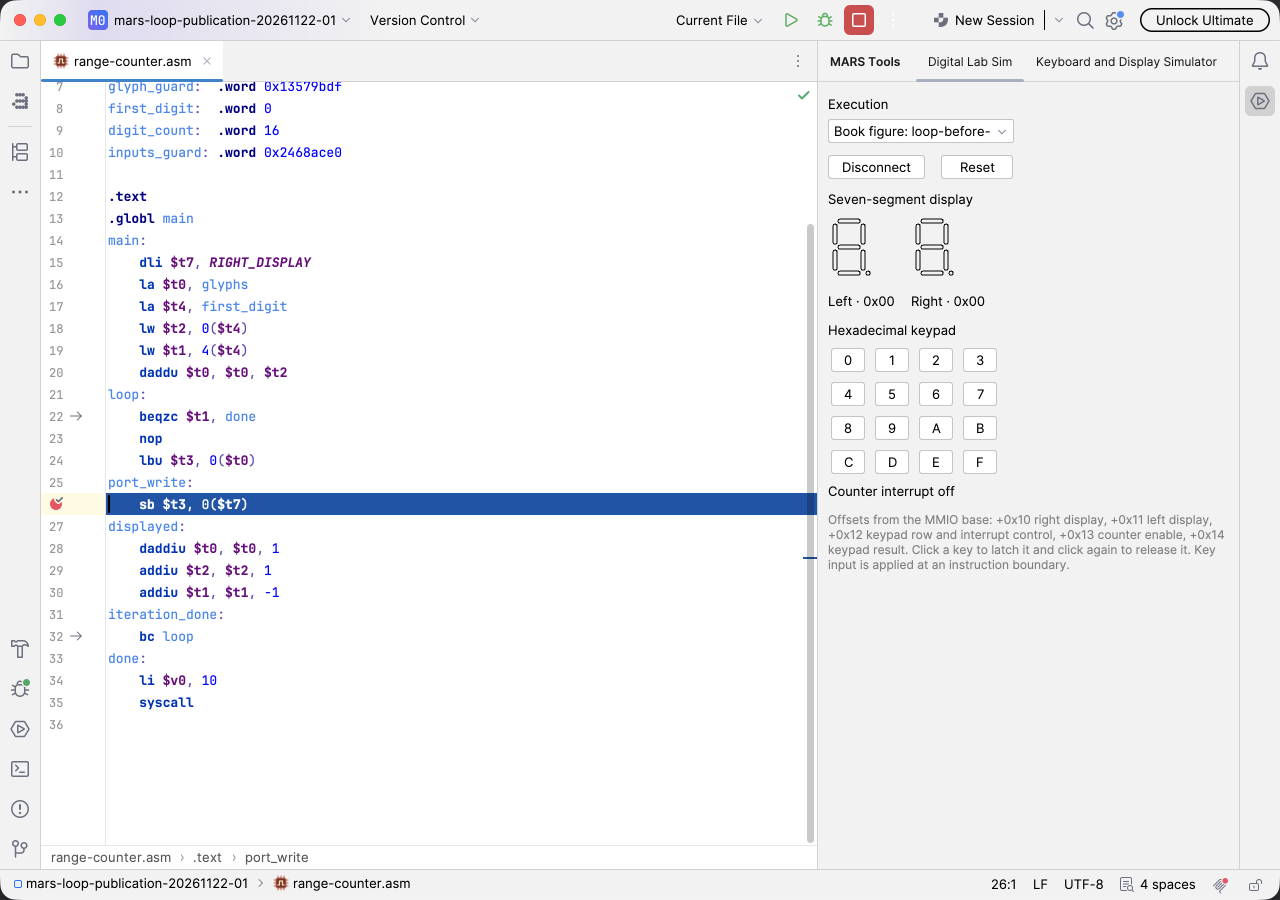 M0 mars-loop-publication-20261122-01 Version Control Current File New Session Unlock Ultimate
range-counter.asm
MARS Tools Digital Lab Sim Keyboard and Display Simulator
7 glyph_guard: .word 0x13579bdf
8 first_digit: .word 0
9 digit_count: .word 16
10 inputs_guard: .word 0x2468ace0
11
12 .text
13 .globl main
14 main:
15 dli $t7, RIGHT_DISPLAY
16 la $t0, glyphs
17 la $t4, first_digit
18 lw $t2, 0($t4)
19 lw $t1, 4($t4)
20 daddu $t0, $t0, $t2
21 loop:
22 beqzc $t1, done
23 nop
24 lbu $t3, 0($t0)
25 port_write:
sb $t3, 0($t7)
27 displayed:
28 daddiu $t0, $t0, 1
29 addiu $t2, $t2, 1
30 addiu $t1, $t1, -1
31 iteration_done:
32 bc loop
33 done:
34 li $v0, 10
35 syscall
36
range-counter.asm › .text › port_write
Execution
Book figure: loop-before-
Disconnect Reset
Seven-segment display
Left · 0x00 Right · 0x00
Hexadecimal keypad
0 1 2 3
4 5 6 7
8 9 A B
C D E F
Counter interrupt off
Offsets from the MMIO base: +0x10 right display, +0x11 left display,
+0x12 keypad row and interrupt control, +0x13 counter enable, +0x14
keypad result. Click a key to latch it and click again to release it. Key
input is applied at an instruction boundary.
mars-loop-publication-20261122-01 › range-counter.asm 26:1 LF UTF-8 4 spaces